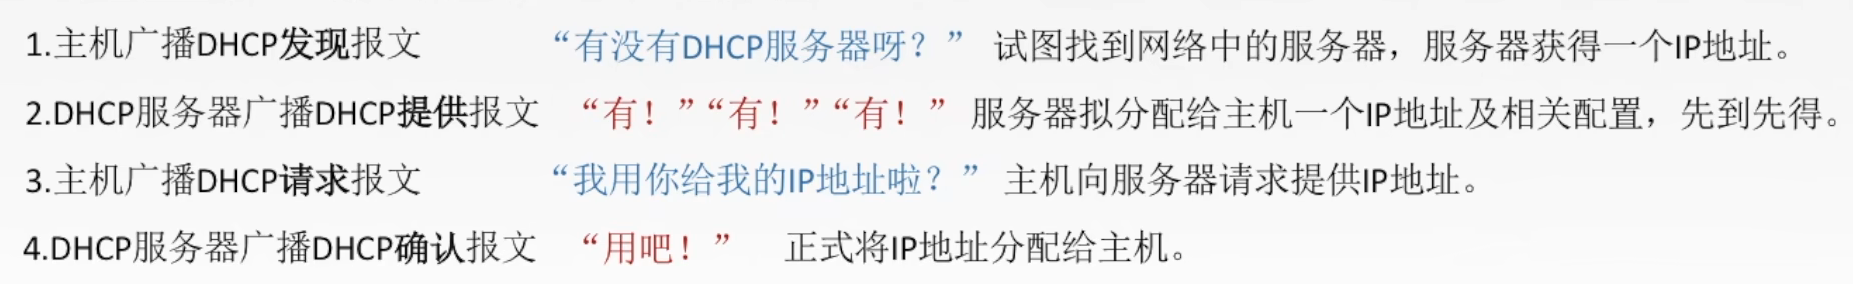 1.主机广播DHCP发现报文 “有没有DHCP服务器呀？” 试图找到网络中的服务器，服务器获得一个IP地址。
2.DHCP服务器广播DHCP提供报文 “有！”“有！”“有！” 服务器拟分配给主机一个IP地址及相关配置，先到先得。
3.主机广播DHCP请求报文 “我用你给我的IP地址啦？” 主机向服务器请求提供IP地址。
4.DHCP服务器广播DHCP确认报文 “用吧！” 正式将IP地址分配给主机。